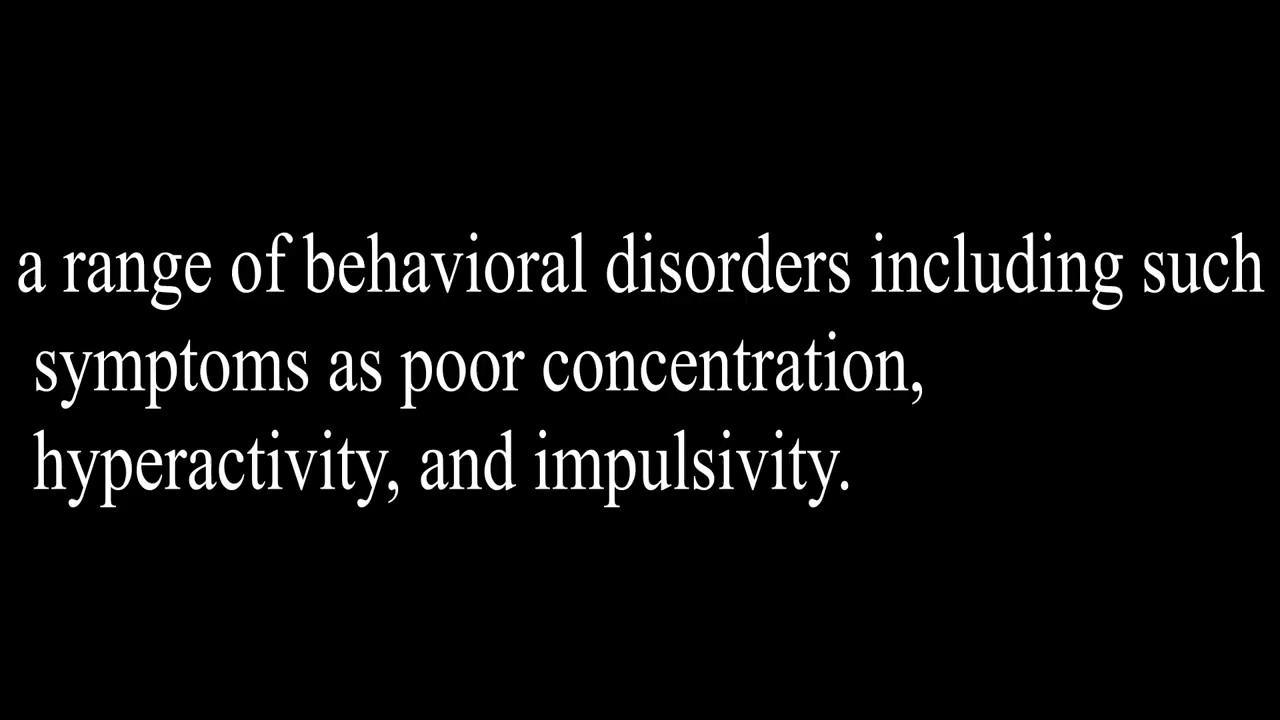 a range of behavioral disorders including such
symptoms as poor concentration,
hyperactivity, and impulsivity.